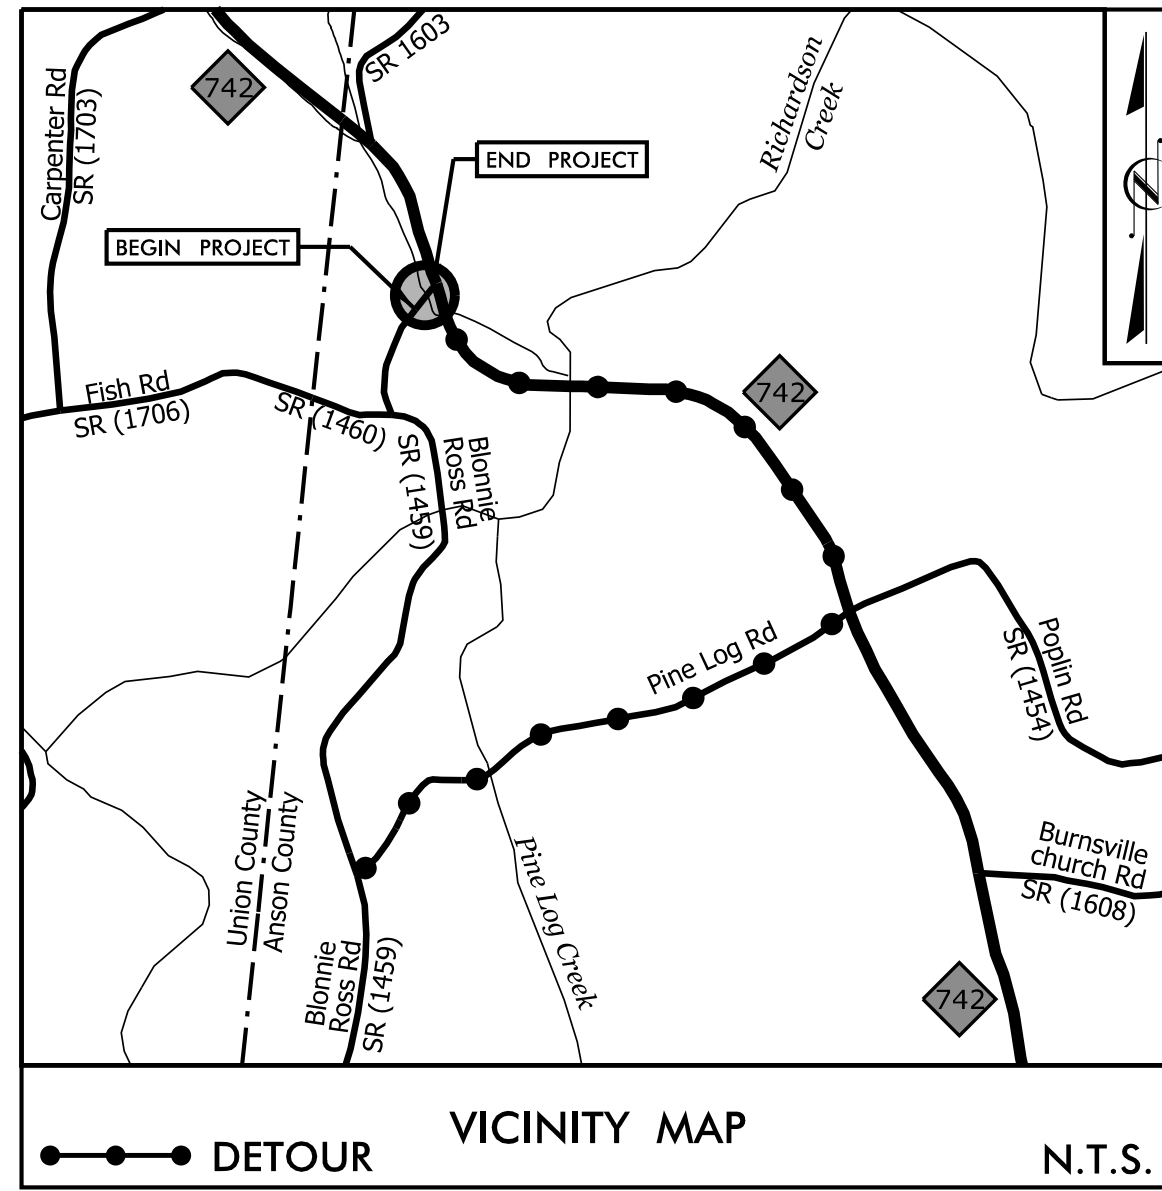 SR 1603
742
Carpenter Rd
SR (1703)
Richardson
Creek
END PROJECT
BEGIN PROJECT
Fish Rd
SR (1706)
SR (1460)
742
Blonnie
Ross Rd
SR (1459)
Pine Log Rd
Poplin Rd
SR (1454)
Union County
Anson County
Pine Log Creek
Burnsville
church Rd
SR (1608)
Blonnie
Ross Rd
SR (1459)
742
VICINITY MAP
DETOUR
N.T.S.